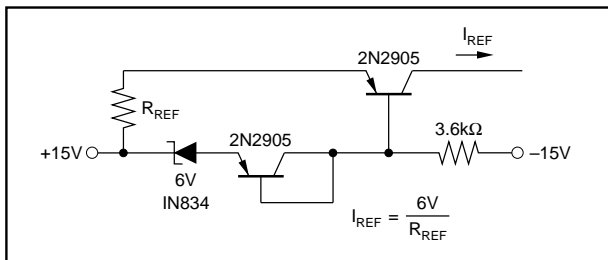 2N2905
I_REF
R_REF
2N2905
3.6kΩ
+15V
–15V
6V
IN834
I_REF = 6V / R_REF